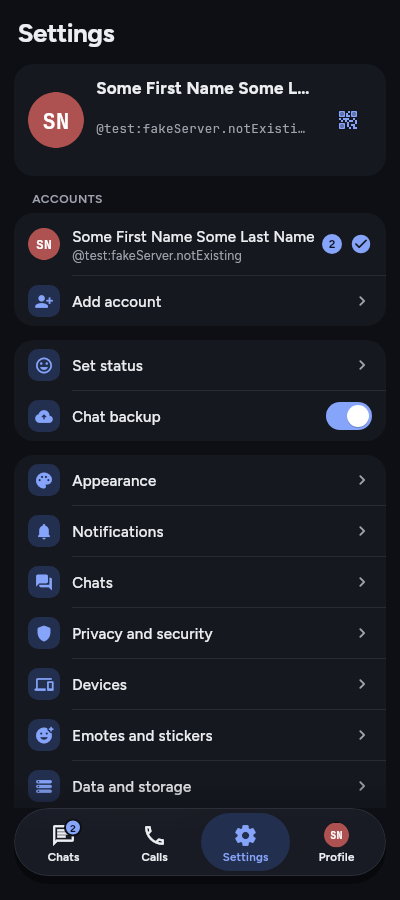 Settings
Some First Name Some L...
SN
@test:fakeServer.notExisti...
ACCOUNTS
SN
Some First Name Some Last Name
2
@test:fakeServer.notExisting
Add account
Set status
Chat backup
Appearance
Notifications
Chats
Privacy and security
Devices
Emotes and stickers
Data and storage
2
SN
Chats
Calls
Settings
Profile